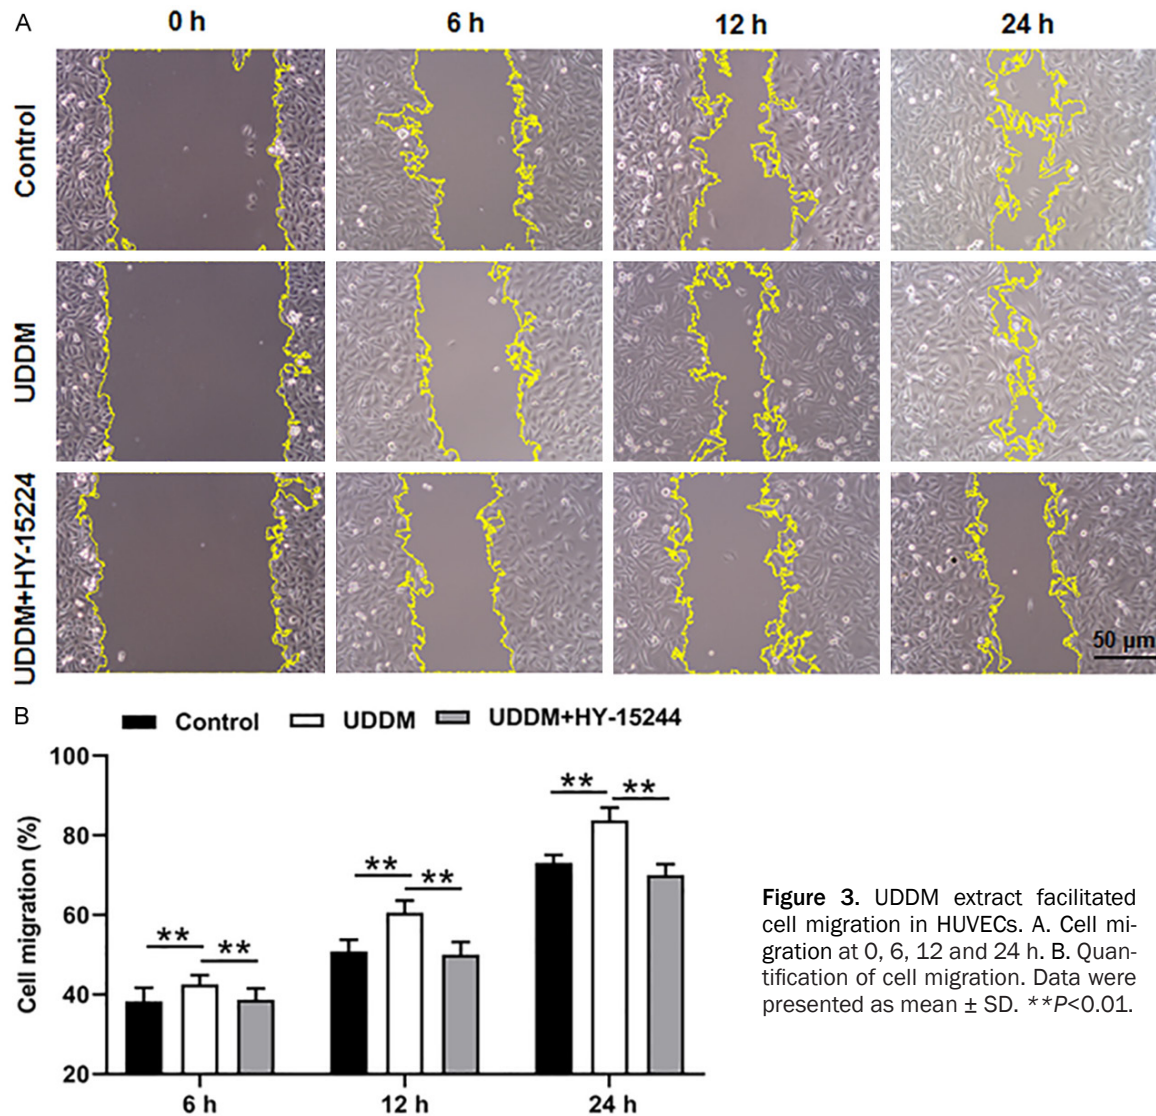 A
0 h 6 h 12 h 24 h
Control
UDDM
UDDM+HY-15224
50 µm
B
Control UDDM UDDM+HY-15244
Cell migration (%)
100
80
60
40
20
** **
** **
** **
6 h 12 h 24 h
Figure 3. UDDM extract facilitated
cell migration in HUVECs. A. Cell mi-
gration at 0, 6, 12 and 24 h. B. Quan-
tification of cell migration. Data were
presented as mean ± SD. **P<0.01.